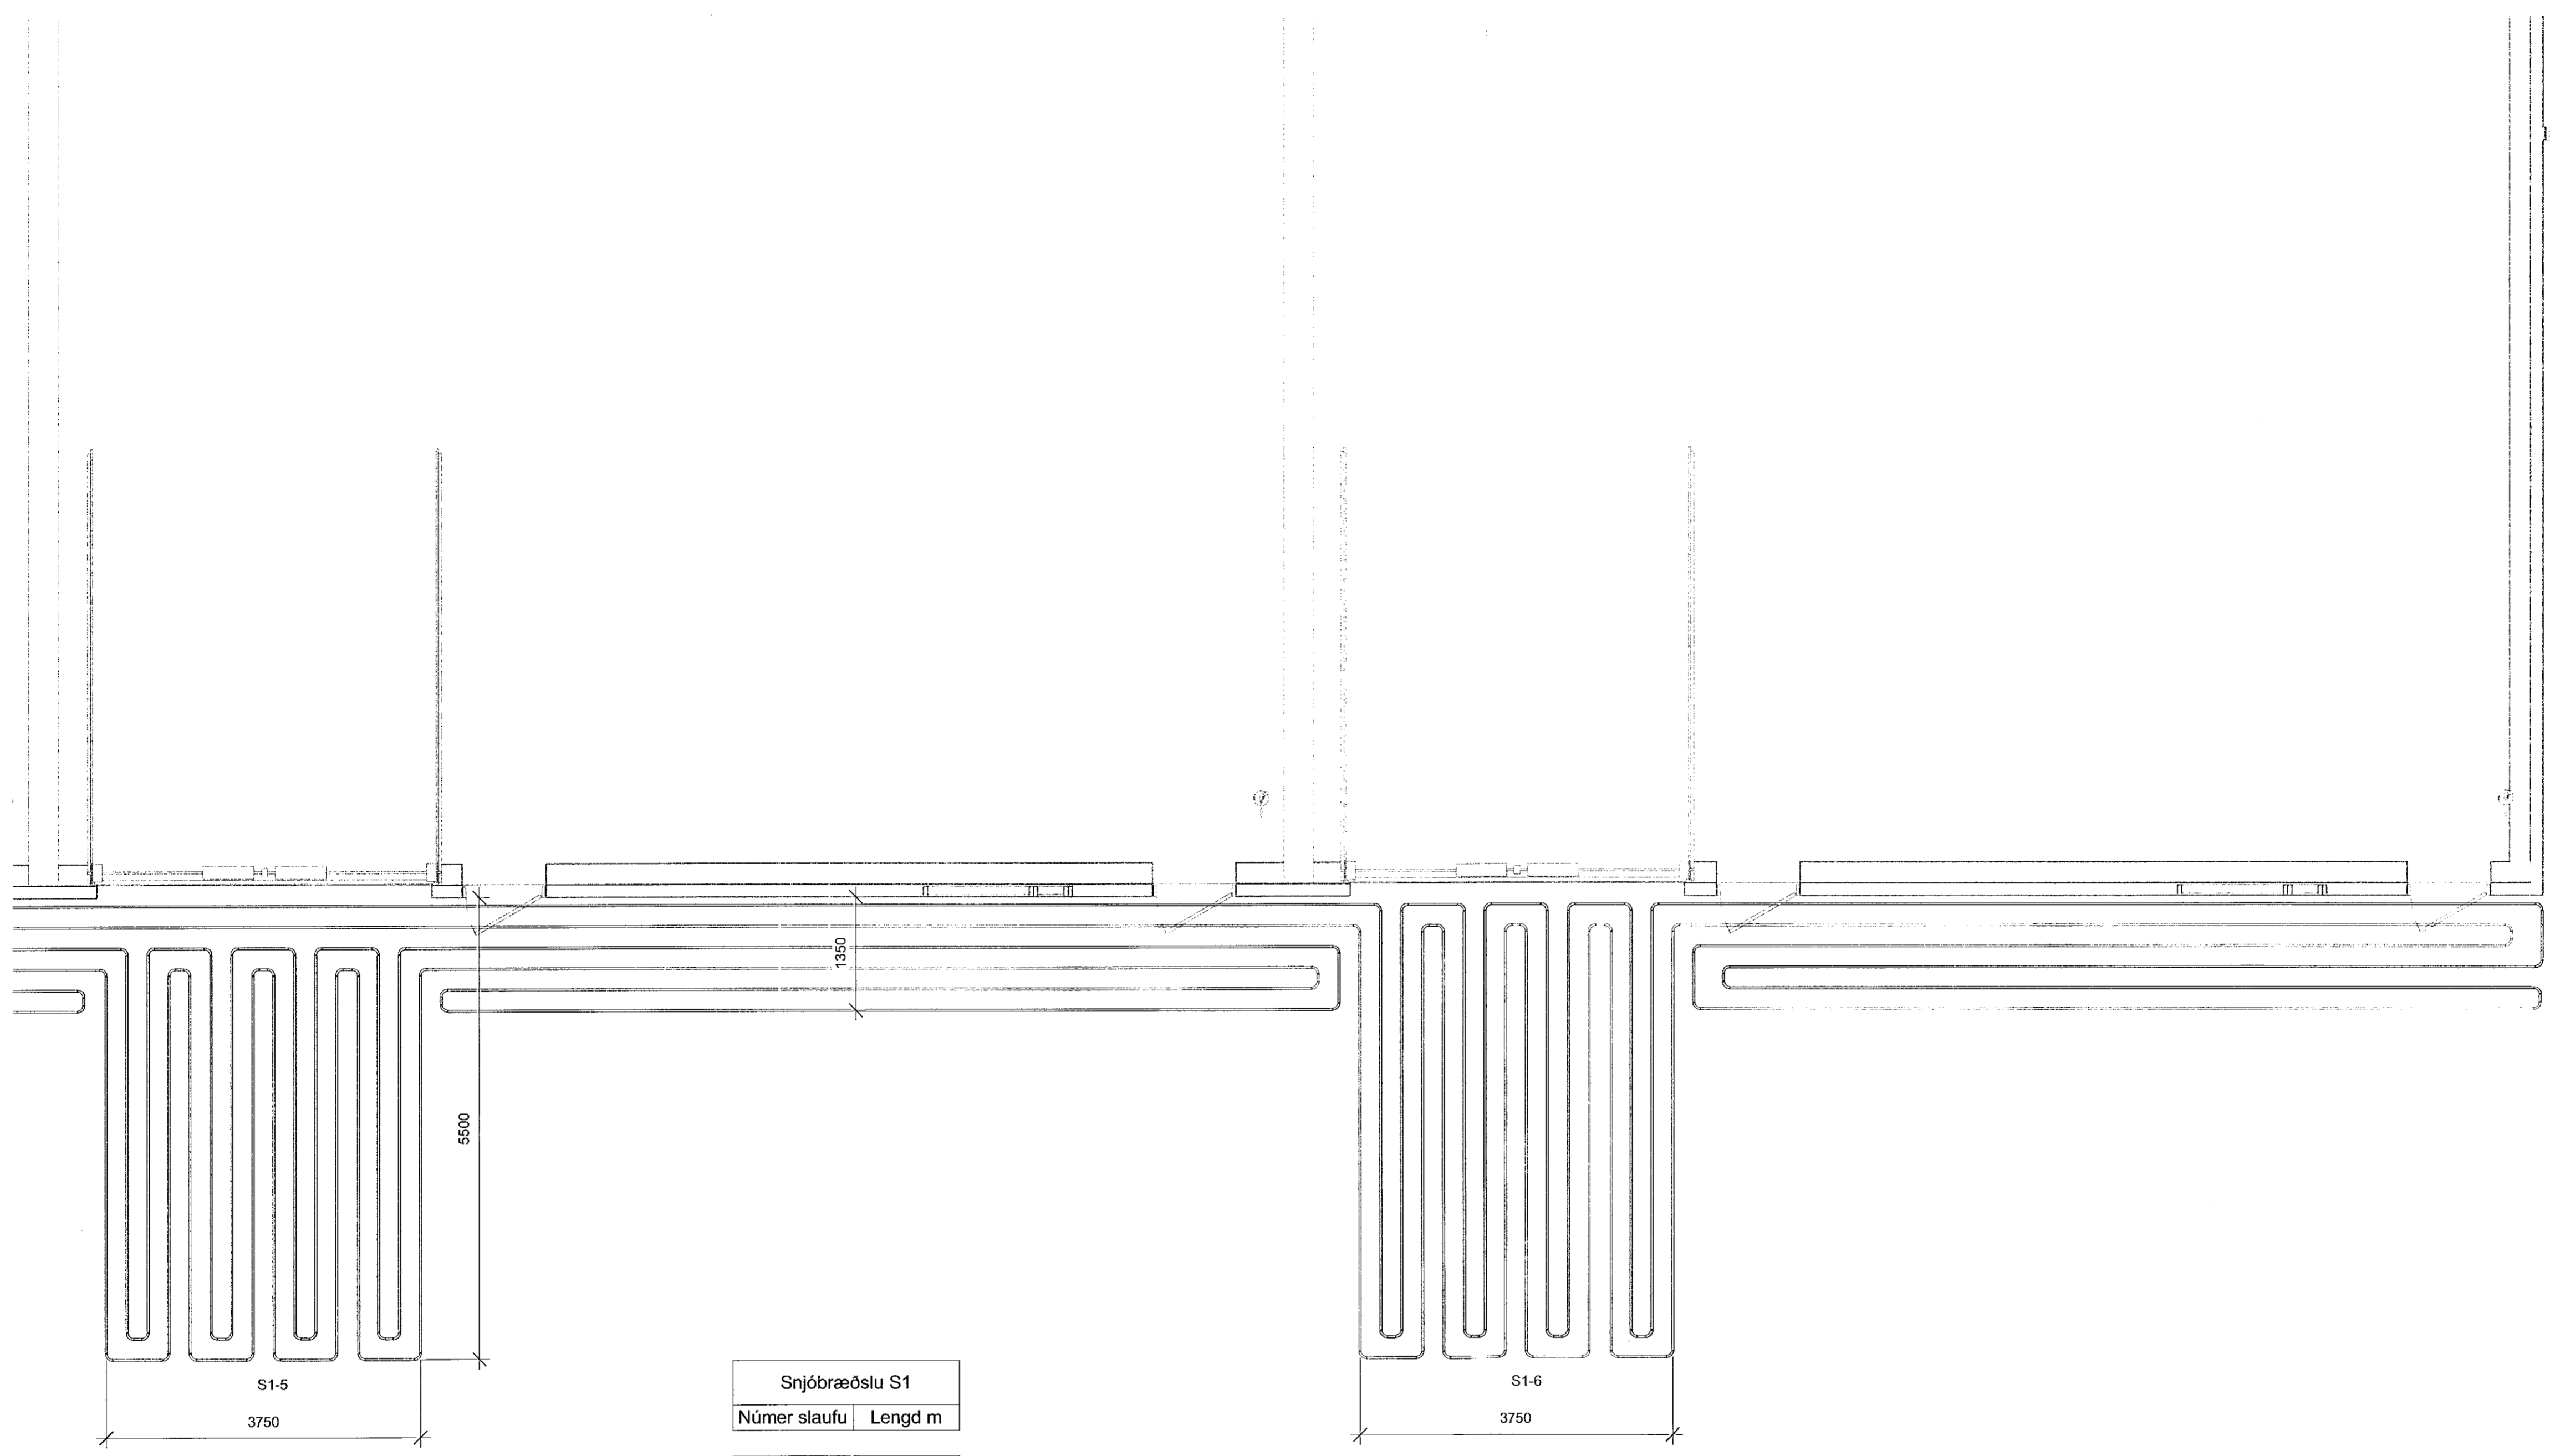 1350
5500
S1-5
3750
Snjóbræðslu S1
Númer slaufu Lengd m
S1-6
3750